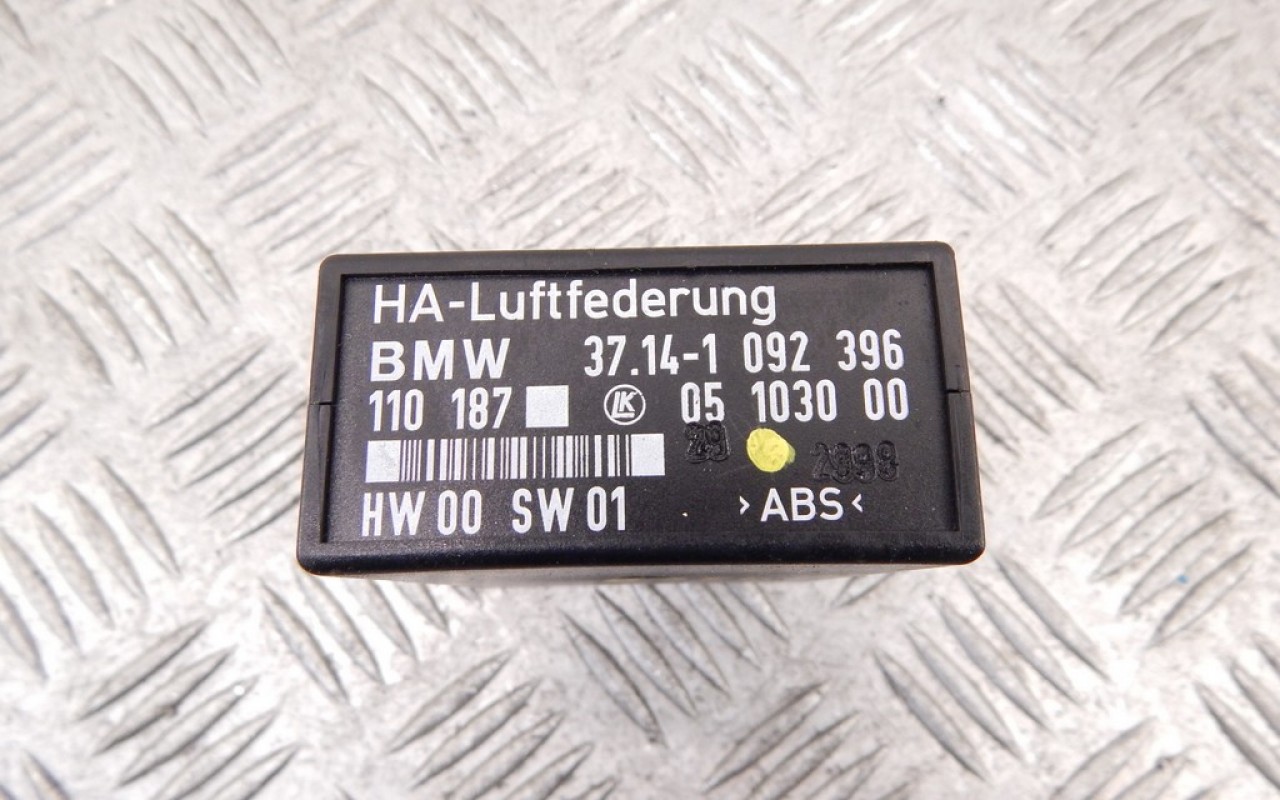 HA-Luftfederung
BMW 37.14-1 092 396
110 187 LK 05 1030 00
HW 00 SW 01 >ABS<